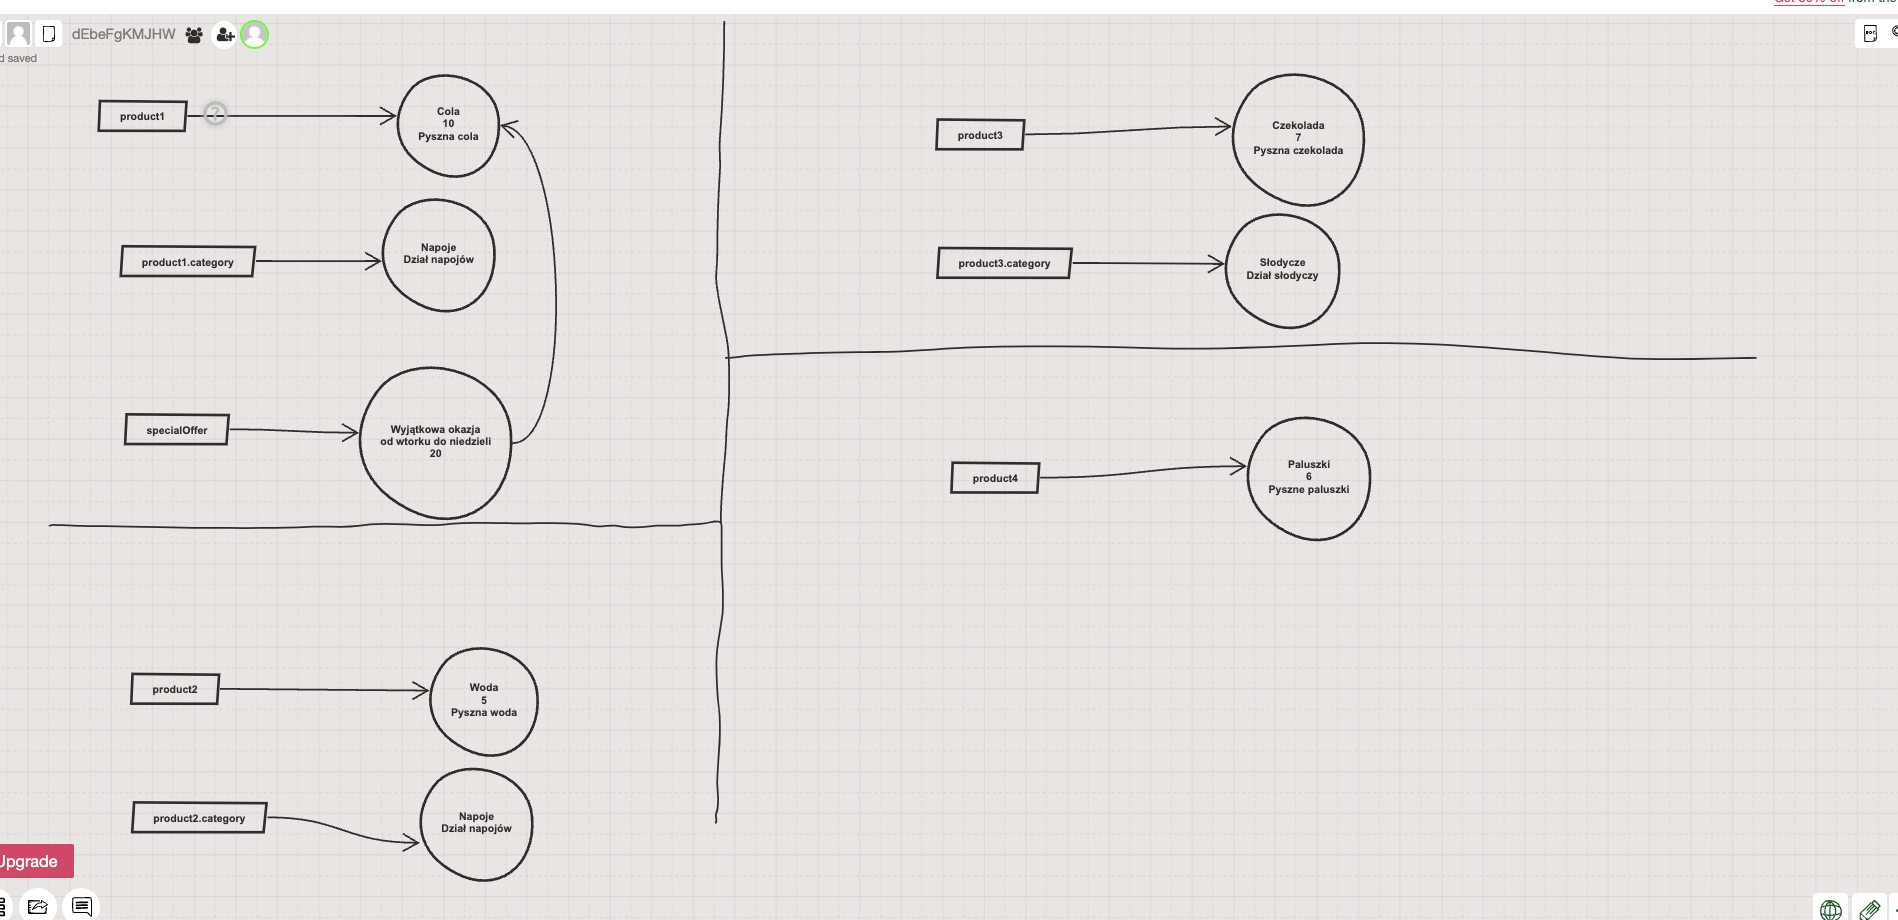 dEbeFgKMJHW
d saved
product1
Cola
10
Pyszna cola
product1.category
Napoje
Dział napojów
specialOffer
Wyjątkowa okazja
od wtorku do niedzieli
20
product2
Woda
5
Pyszna woda
product2.category
Napoje
Dział napojów
product3
Czekolada
7
Pyszna czekolada
product3.category
Słodycze
Dział słodyczy
product4
Paluszki
6
Pyszne paluszki
Upgrade